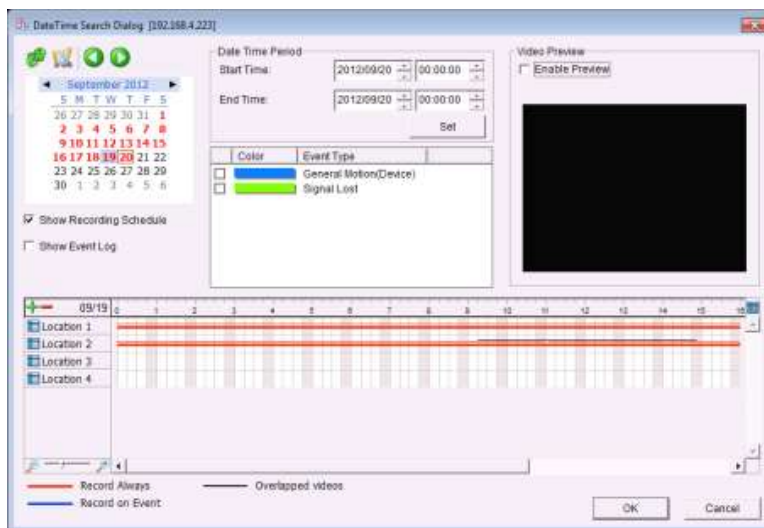 DateTime Search Dialog [192.168.4.223]
Date Time Period
Start Time:
2012/09/20
00:00:00
End Time:
2012/09/20
00:00:00
Set
Video Preview
Enable Preview
September 2012
S M T W T F S
26 27 28 29 30 31 1
2 3 4 5 6 7 8
9 10 11 12 13 14 15
16 17 18 19 20 21 22
23 24 25 26 27 28 29
30 1 2 3 4 5 6
Show Recording Schedule
Show Event Log
Color Event Type
General Motion(Device)
Signal Lost
09/19 0 1 2 3 4 5 6 7 8 9 10 11 12 13 14 15 16
Location 1
Location 2
Location 3
Location 4
Record Always
Overlapped videos
Record on Event
OK
Cancel